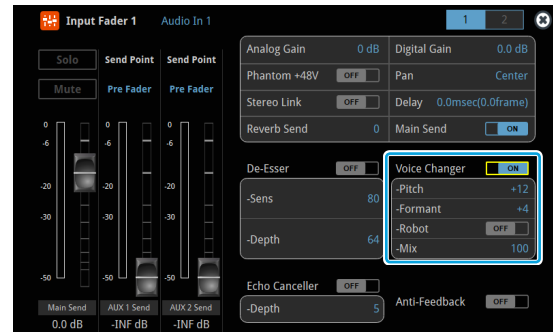 Input Fader 1 Audio In 1 1 2
Solo Send Point Send Point
Mute Pre Fader Pre Fader
0 0 0
-6 -6 -6
-20 -20 -20
-30 -30 -30
-50 -50 -50
Main Send AUX 1 Send AUX 2 Send
0.0 dB -INF dB -INF dB
Analog Gain 0 dB Digital Gain 0.0 dB
Phantom +48V OFF Pan Center
Stereo Link OFF Delay 0.0msec(0.0frame)
Reverb Send 0 Main Send ON
De-Esser OFF
-Sens 80
-Depth 64
Voice Changer ON
-Pitch +12
-Formant +4
-Robot OFF
-Mix 100
Echo Canceller OFF
-Depth 5
Anti-Feedback OFF